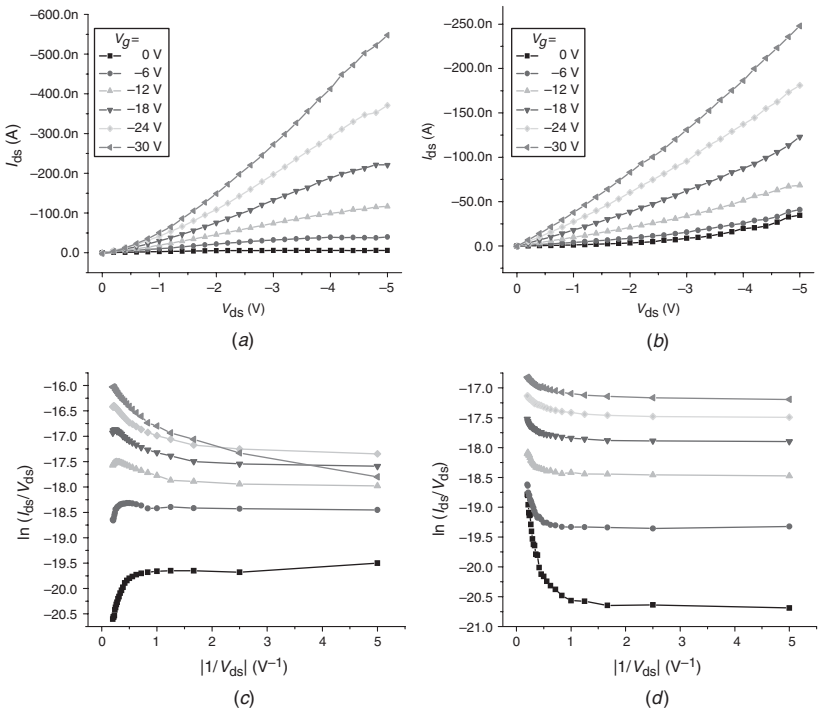 −600.0n
−500.0n
−400.0n
−300.0n
−200.0n
−100.0n
0.0
Ids (A)
Vg =
0 V
−6 V
−12 V
−18 V
−24 V
−30 V
0 −1 −2 −3 −4 −5
Vds (V)
(a)
−250.0n
−200.0n
−150.0n
−100.0n
−50.0n
0.0
Ids (A)
Vg =
0 V
−6 V
−12 V
−18 V
−24 V
−30 V
0 −1 −2 −3 −4 −5
Vds (V)
(b)
−16.0
−16.5
−17.0
−17.5
−18.0
−18.5
−19.0
−19.5
−20.0
−20.5
ln (Ids/Vds)
0 1 2 3 4 5
|1/Vds| (V−1)
(c)
−17.0
−17.5
−18.0
−18.5
−19.0
−19.5
−20.0
−20.5
−21.0
ln (Ids/Vds)
0 1 2 3 4 5
|1/Vds| (V−1)
(d)